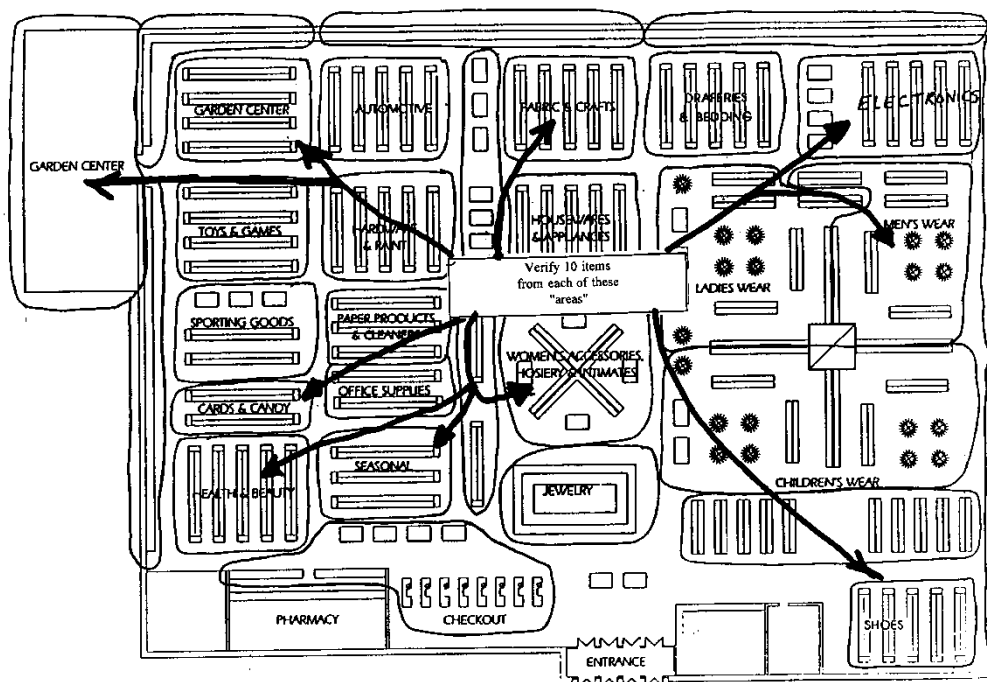 GARDEN CENTER
AUTOMOTIVE
FABRIC & CRAFTS
DRAPERIES
& BEDDING
ELECTRONICS
GARDEN CENTER
TOYS & GAMES
HARDWARE
& PAINT
HOUSEWARES
& APPLIANCES
MEN'S WEAR
Verify 10 items
from each of these
"areas"
LADIES WEAR
SPORTING GOODS
PAPER PRODUCTS
& CLEANERS
WOMEN'S ACCESSORIES,
HOSIERY & INTIMATES
OFFICE SUPPLIES
CARDS & CANDY
SEASONAL
HEALTH & BEAUTY
JEWELRY
CHILDREN'S WEAR
PHARMACY
CHECKOUT
SHOES
ENTRANCE